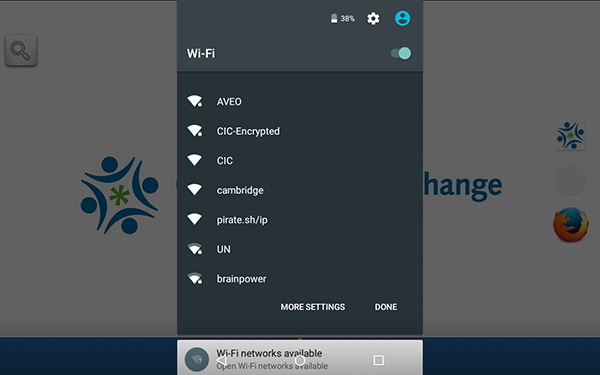 38%
Wi-Fi
AVEO
CIC-Encrypted
CIC
cambridge
change
pirate.sh/ip
UN
brainpower
MORE SETTINGS DONE
Wi-Fi networks available
Open Wi-Fi networks available